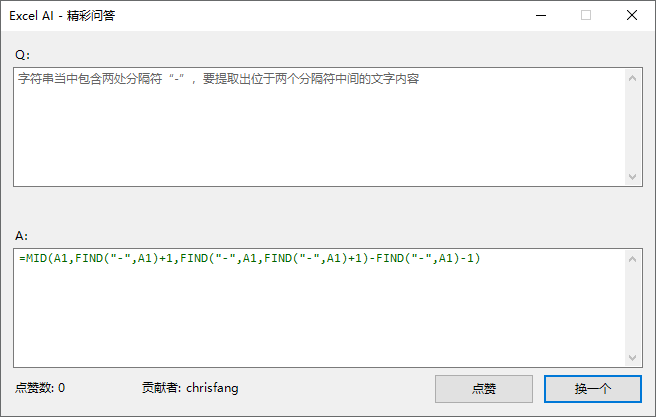 Excel AI - 精彩问答
Q:
字符串当中包含两处分隔符“-”，要提取出位于两个分隔符中间的文字内容
A:
=MID(A1,FIND("-",A1)+1,FIND("-",A1,FIND("-",A1)+1)-FIND("-",A1)-1)
点赞数: 0 贡献者: chrisfang 点赞 换一个